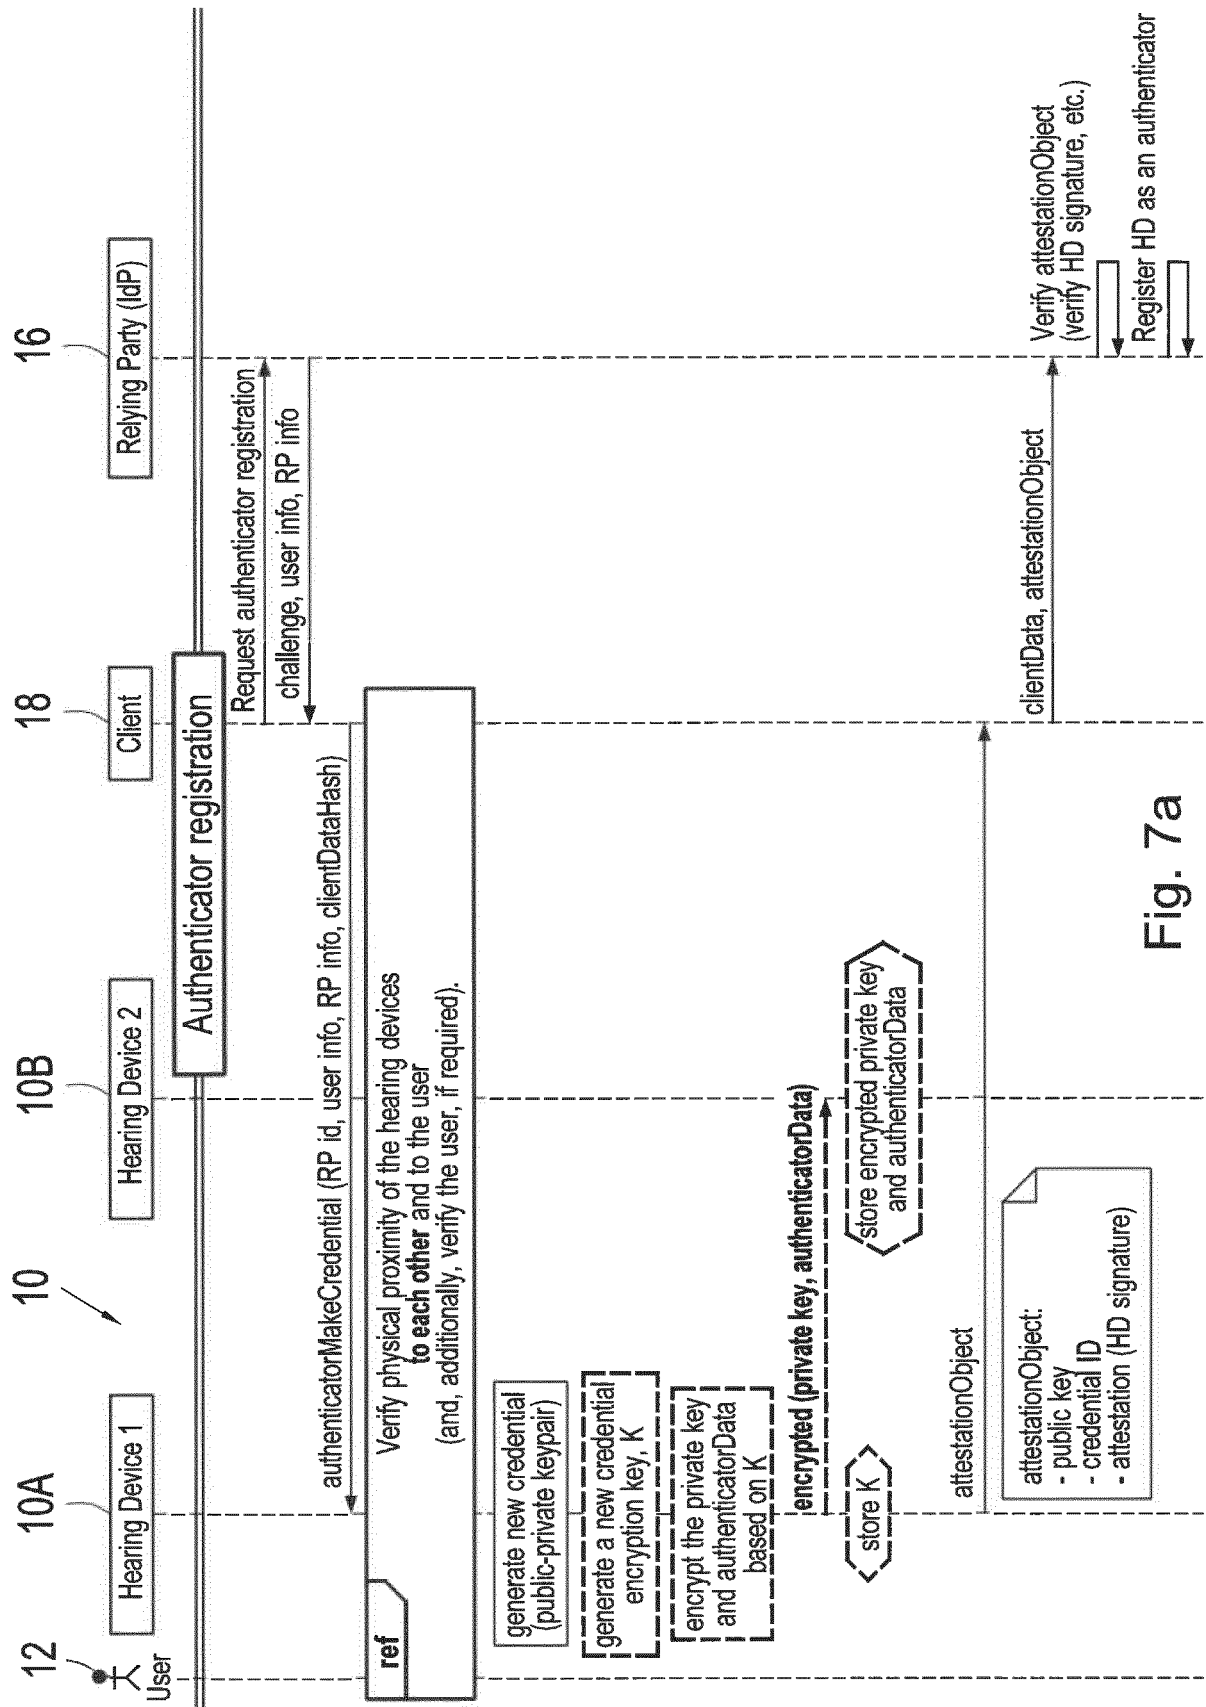 12
10A
10
10B
18
16
User
Hearing Device 1
Hearing Device 2
Client
Relying Party (IdP)
Authenticator registration
Request authenticator registration
challenge, user info, RP info
authenticatorMakeCredential (RP id, user info, RP info, clientDataHash)
ref
Verify physical proximity of the hearing devices
to each other and to the user
(and, additionally, verify the user, if required).
generate new credential
(public-private keypair)
generate a new credential
encryption key, K
encrypt the private key
and authenticatorData
based on K
encrypted (private key, authenticatorData)
store K
store encrypted private key
and authenticatorData
attestationObject
attestationObject:
- public key
- credential ID
- attestation (HD signature)
clientData, attestationObject
Verify attestationObject
(verify HD signature, etc.)
Register HD as an authenticator
Fig. 7a